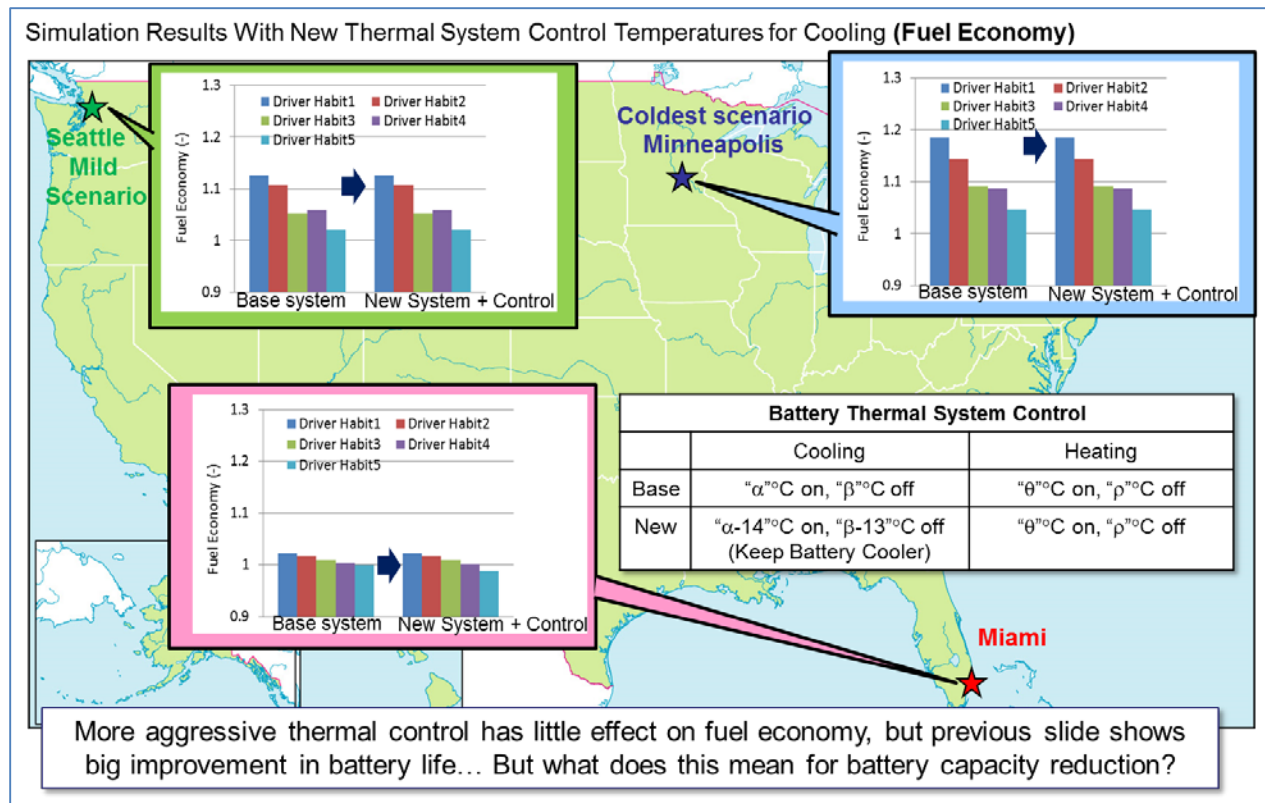 Simulation Results With New Thermal System Control Temperatures for Cooling (Fuel Economy)
Seattle
Mild
Scenario
Fuel Economy (-)
1.3
1.2
1.1
1
0.9
Driver Habit1
Driver Habit2
Driver Habit3
Driver Habit4
Driver Habit5
Base system
New System + Control
Coldest scenario
Minneapolis
Fuel Economy (-)
1.3
1.2
1.1
1
0.9
Driver Habit1
Driver Habit2
Driver Habit3
Driver Habit4
Driver Habit5
Base system
New System + Control
Fuel Economy (-)
1.3
1.2
1.1
1
0.9
Driver Habit1
Driver Habit2
Driver Habit3
Driver Habit4
Driver Habit5
Base system
New System + Control
Battery Thermal System Control
Cooling
Heating
Base
“α”°C on, “β”°C off
“θ”°C on, “ρ”°C off
New
“α-14”°C on, “β-13”°C off
(Keep Battery Cooler)
“θ”°C on, “ρ”°C off
Miami
More aggressive thermal control has little effect on fuel economy, but previous slide shows
big improvement in battery life… But what does this mean for battery capacity reduction?